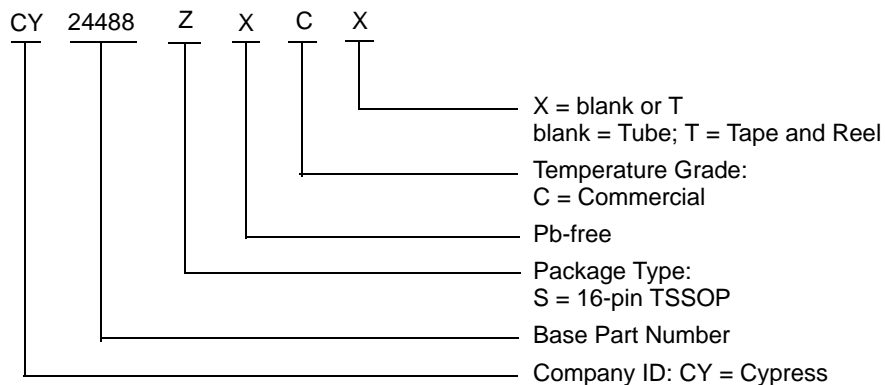 CY 24488 Z X C X
X = blank or T
blank = Tube; T = Tape and Reel
Temperature Grade:
C = Commercial
Pb-free
Package Type:
S = 16-pin TSSOP
Base Part Number
Company ID: CY = Cypress